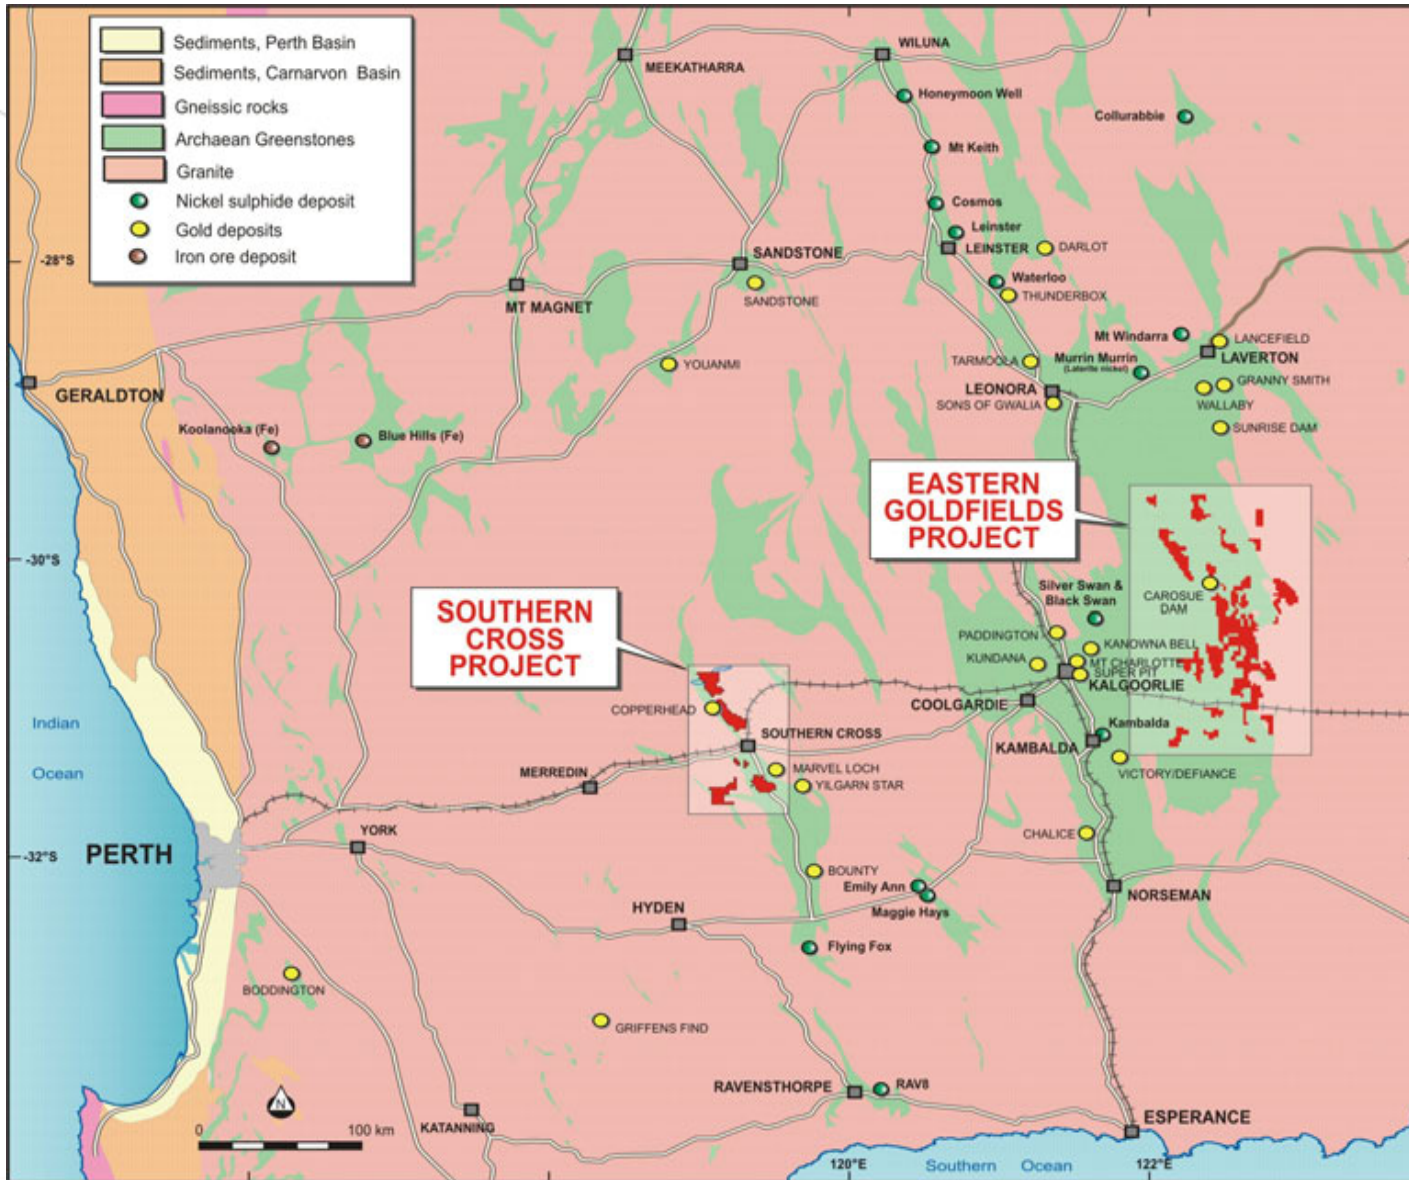 Sediments, Perth Basin
Sediments, Carnarvon Basin
Gneissic rocks
Archaean Greenstones
Granite
Nickel sulphide deposit
Gold deposits
Iron ore deposit
MEEKATHARRA
WILUNA
Honeymoon Well
Collurabbie
Mt Keith
Cosmos
Leinster
LEINSTER
DARLOT
-28°S
SANDSTONE
SANDSTONE
Waterloo
THUNDERBOX
MT MAGNET
Mt Windarra
LANCEFIELD
LAVERTON
YOUANMI
TARMOOLA
Murrin Murrin
(Laterite nickel)
GRANNY SMITH
GERALDTON
LEONORA
SONS OF GWALIA
WALLABY
SUNRISE DAM
Koolanooka (Fe)
Blue Hills (Fe)
EASTERN
GOLDFIELDS
PROJECT
-30°S
SOUTHERN
CROSS
PROJECT
Silver Swan &
Black Swan
CAROSUE
DAM
PADDINGTON
KANOWNA BELL
KUNDANA
MT CHARLOTTE
SUPER PIT
KALGOORLIE
COPPERHEAD
COOLGARDIE
Indian
Ocean
SOUTHERN CROSS
Kambalda
KAMBALDA
MERREDIN
MARVEL LOCH
YILGARN STAR
VICTORY/DEFIANCE
YORK
CHALICE
PERTH
-32°S
BOUNTY
Emily Ann
Maggie Hays
NORSEMAN
HYDEN
Flying Fox
BODDINGTON
GRIFFENS FIND
RAVENSTHORPE
RAV8
N
ESPERANCE
KATANNING
0
100 km
120°E
Southern Ocean
122°E